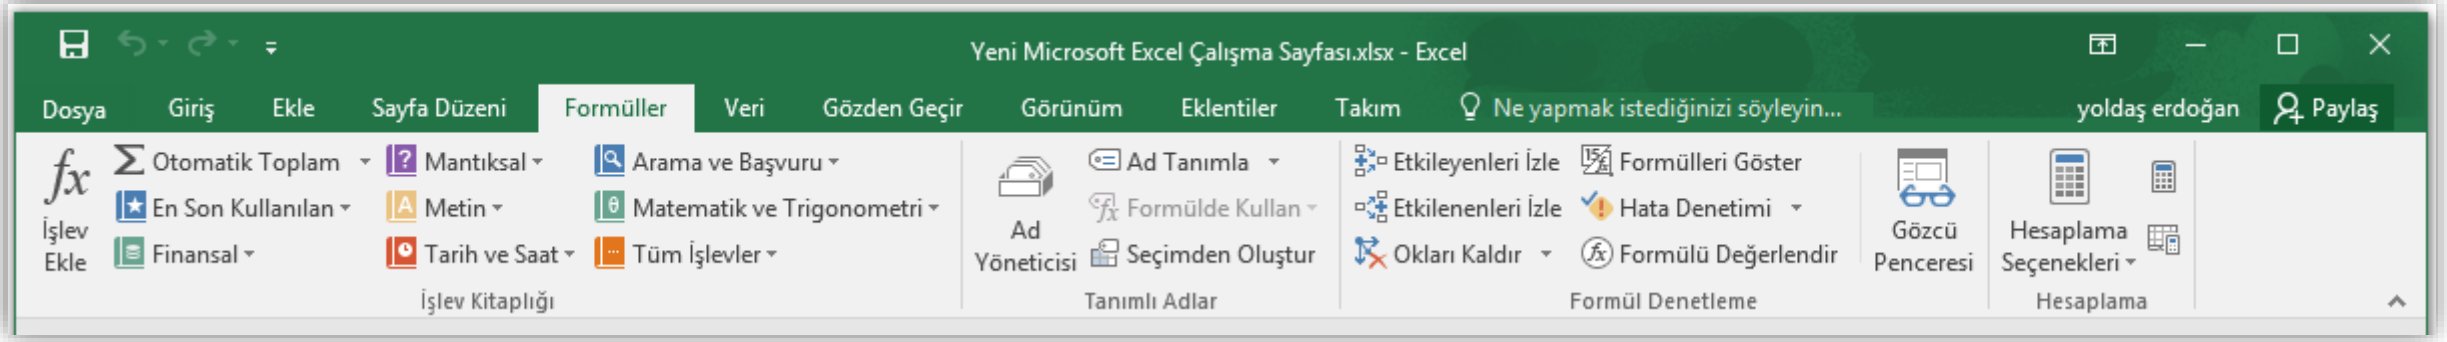 Yeni Microsoft Excel Çalışma Sayfası.xlsx - Excel
Dosya Giriş Ekle Sayfa Düzeni Formüller Veri Gözden Geçir Görünüm Eklentiler Takım Ne yapmak istediğinizi söyleyin... yoldaş erdoğan Paylaş
fx İşlev Ekle
Otomatik Toplam
En Son Kullanılan
Finansal
Mantıksal
Metin
Tarih ve Saat
Arama ve Başvuru
Matematik ve Trigonometri
Tüm İşlevler
İşlev Kitaplığı
Ad
Yöneticisi
Ad Tanımla
Formülde Kullan
Seçimden Oluştur
Tanımlı Adlar
Etkileyenleri İzle
Etkilenenleri İzle
Okları Kaldır
Formülleri Göster
Hata Denetimi
Formülü Değerlendir
Gözcü
Penceresi
Formül Denetleme
Hesaplama
Seçenekleri
Hesaplama